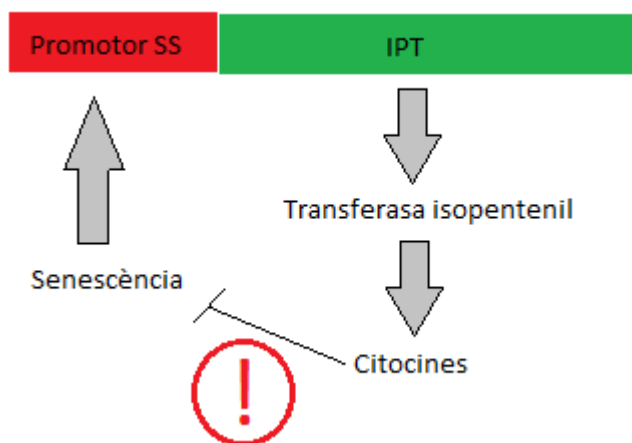 Promotor SS
IPT
Transferasa isopentenil
Senescència
Citocines
!